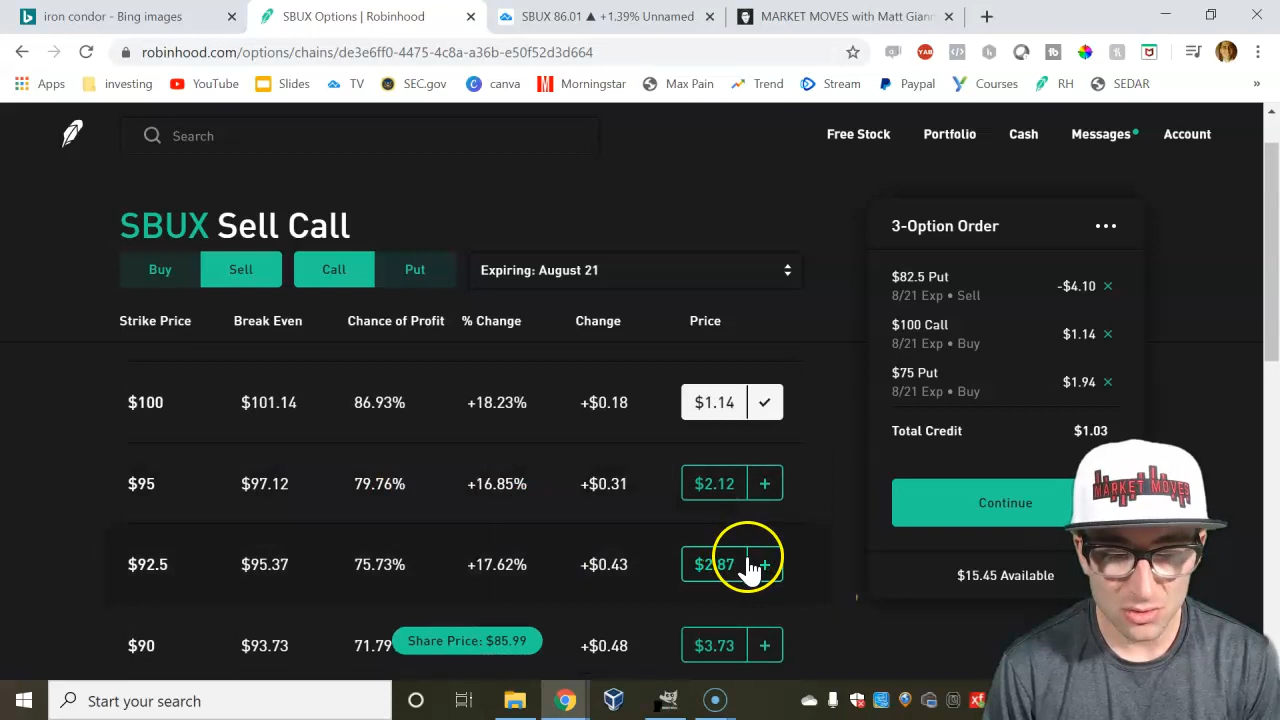 iron condor - Bing images
SBUX Options | Robinhood
SBUX 86.01 ▲ +1.39% Unnamed
MARKET MOVES with Matt Giann
robinhood.com/options/chains/de3e6ff0-4475-4c8a-a36b-e50f52d3d664
Apps investing YouTube Slides TV SEC.gov canva Morningstar Max Pain Trend Stream Paypal Courses RH SEDAR »
Search
Free Stock Portfolio Cash Messages Account
SBUX Sell Call
Buy Sell Call Put Expiring: August 21
Strike Price Break Even Chance of Profit % Change Change Price
$100 $101.14 86.93% +18.23% +$0.18 $1.14
$95 $97.12 79.76% +16.85% +$0.31 $2.12 +
$92.5 $95.37 75.73% +17.62% +$0.43 $2.87 +
$90 $93.73 71.79 +$0.48 $3.73 +
Share Price: $85.99
3-Option Order
$82.5 Put
8/21 Exp • Sell
-$4.10 ×
$100 Call
8/21 Exp • Buy
$1.14 ×
$75 Put
8/21 Exp • Buy
$1.94 ×
Total Credit $1.03
Continue
$15.45 Available
MARKET MOVES
Type here to search